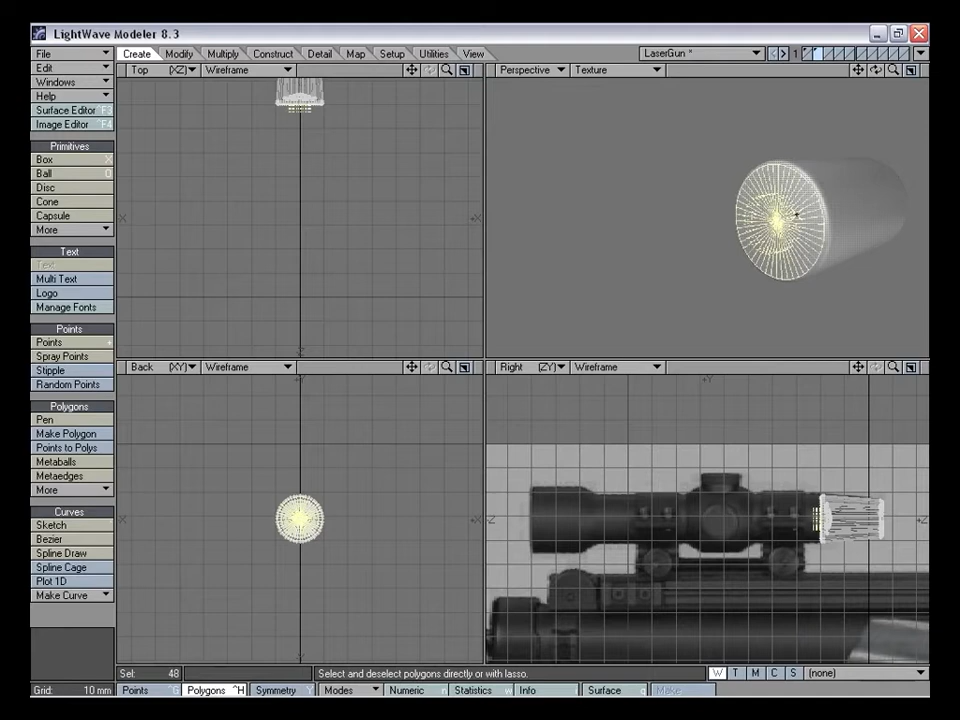 LightWave Modeler 8.3
File
Create Modify Multiply Construct Detail Map Setup Utilities View
LaserGun *
1
Edit
Top (XZ) Wireframe
Perspective Texture
Windows
Help
Surface Editor F3
Image Editor ^F4
Primitives
Box X
Ball O
Disc
Cone
Capsule
More
Text
Text
Multi Text
Logo
Manage Fonts
Points
Points +
Spray Points
Stipple
Random Points
Back (XY) Wireframe
Right (ZY) Wireframe
Polygons
Pen
Make Polygon
Points to Polys
Metaballs
Metaedges
More
Curves
Sketch
Bezier
Spline Draw
Spline Cage
Plot 1D
Make Curve
Sel: 48
Select and deselect polygons directly with lasso.
W T M C S (none)
Grid: 10 mm
Points ^G Polygons ^H Symmetry Y Modes Numeric n Statistics w Info i Surface q Make